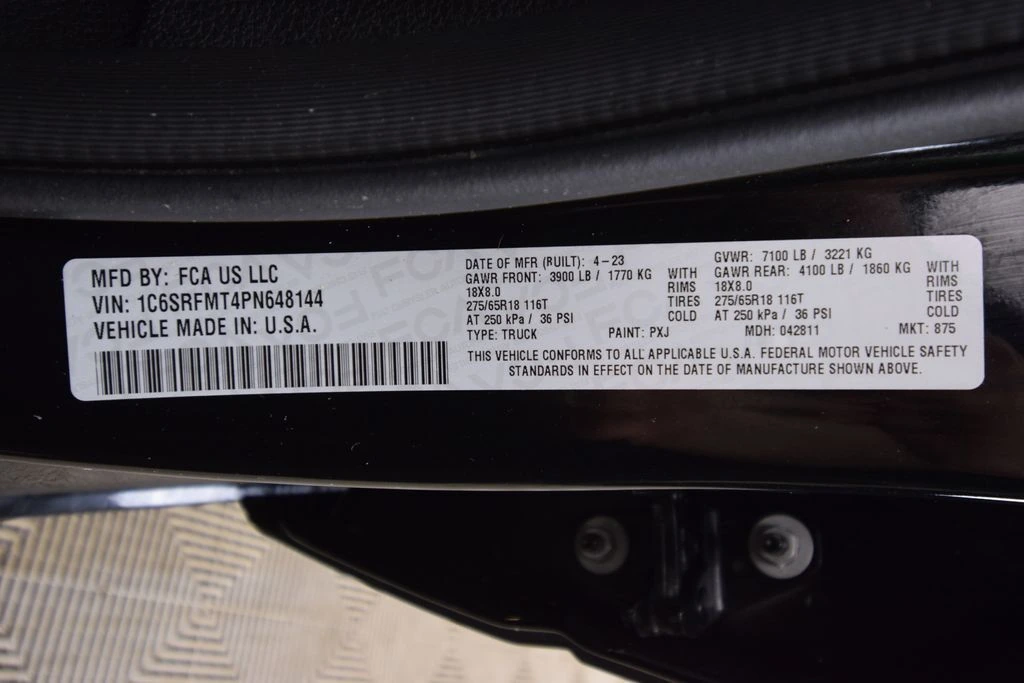 MFD BY: FCA US LLC
VIN: 1C6SRFMT4PN648144
VEHICLE MADE IN: U.S.A.
DATE OF MFR (BUILT): 4-23
GAWR FRONT: 3900 LB / 1770 KG WITH
18X8.0 RIMS
275/65R18 116T TIRES
AT 250 kPa / 36 PSI COLD
GVWR: 7100 LB / 3221 KG
GAWR REAR: 4100 LB / 1860 KG WITH
18X8.0 RIMS
275/65R18 116T TIRES
AT 250 kPa / 36 PSI COLD
TYPE: TRUCK PAINT: PXJ MDH: 042811 MKT: 875
THIS VEHICLE CONFORMS TO ALL APPLICABLE U.S.A. FEDERAL MOTOR VEHICLE SAFETY
STANDARDS IN EFFECT ON THE DATE OF MANUFACTURE SHOWN ABOVE.